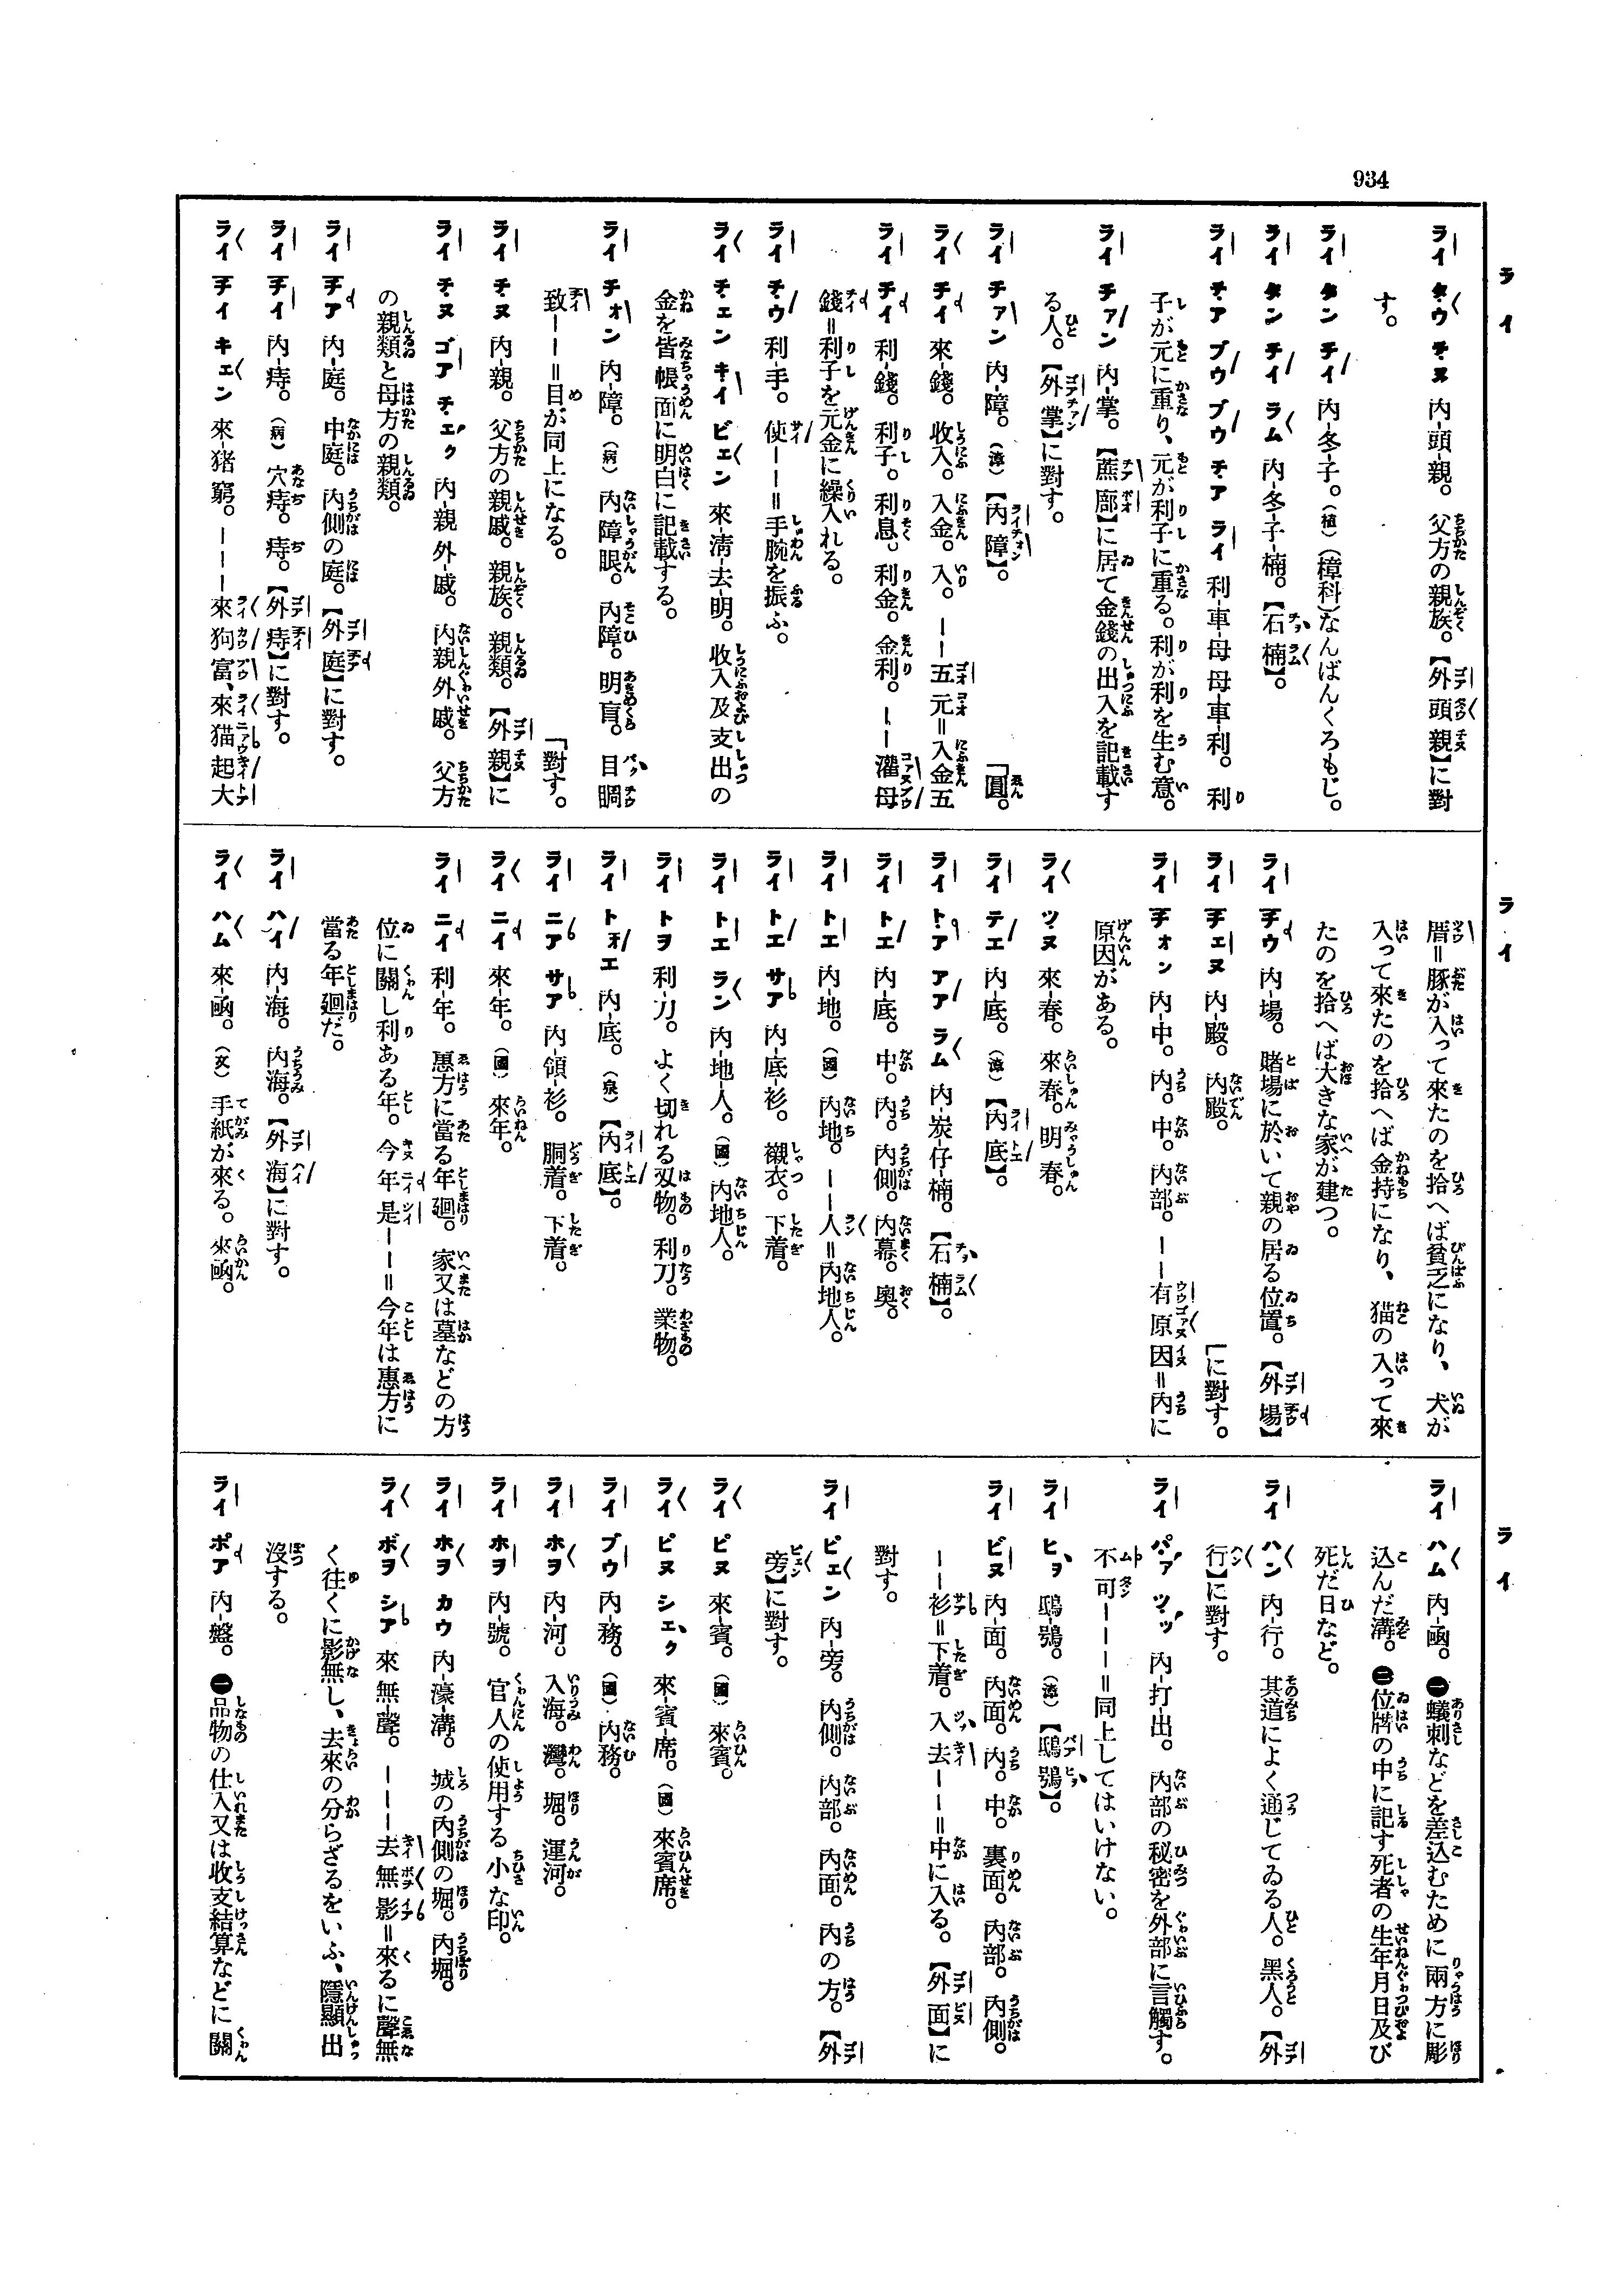 934
ラ イ
ライ タウ チヌ 內-頭-親。 父方の親族。【外頭親】に對
す。
ライ タン チイ 內-冬-子。(植)(樟科)なんばんくろもじ。
ライ タン チイ ラム 內-冬-子-楠。【石楠】。
ライ チア ブウ ブウ チア ライ 利-車-母 母-車-利。 利
子が元に重り、元が利子に重る。利が利を生む意。
ライ チァン 內-掌。【蔗廍】に居て金錢の出入を記載す
る人。【外掌】に對す。
ライ チァン 內-障。(漳)【內障】。 「圓。
ライ チイ 來-錢。 收入。入金。入。——五元=入金五
ライ チイ 利-錢。 利子。利息。利金。金利。——灌母
錢=利子を元金に繰入れる。
ライ チウ 利-手。 使——=手腕を振ふ。
ライ チェン キイ ビェン 來-淸-去-明。 收入及支出の
金を皆帳面に明白に記載する。
ライ チォン 內-障。(病) 內障眼。內障。明盲。目睭
致——=目が同上になる。 「對す。
ライ チヌ 內-親。 父方の親戚。親族。親類。【外親】に
ライ チヌ ゴア チェク 內-親 外-戚。 內親外戚。父方
の親類と母方の親類。
ライ チア 內-庭。 中庭。內側の庭。【外庭】に對す。
ライ チイ 內-痔。(病) 穴痔。痔。【外痔】に對す。
ライ チイ キェン 來豬窮。———來狗富、來猫起大
ラ イ
厝=豚が入って來たのを拾へば貧乏になり、犬が
入って來たのを拾へば金持になり、猫の入って來
たのを拾へば大きな家が建つ。
ライ チウ 內-場。 賭場に於いて親の居る位置。【外場】
ライ チェヌ 內-殿。 內殿。 「に對す。
ライ チォン 內-中。 內。中。內部。——有原因=內に
原因がある。
ライ ツヌ 來-春。 來春。明春。
ライ テエ 內-底。(漳)【內底】。
ライ トア アア ラム 內-炭-仔-楠。【石楠】。
ライ トエ 內-底。 中。內。內側。內幕。奧。
ライ トエ 內-地。(國) 內地。——人=內地人。
ライ トエ サア 內-底-衫。 襯衣。下着。
ライ トエ ラン 內-地-人。(國) 內地人。
ライ トヲ 利-刀。 よく切れる刄物。利刀。業物。
ライ トォエ 內-底。(泉)【內底】。
ライ ニア サア 內-領-衫。 胴着。下着。
ライ ニイ 來-年。(國) 來年。
ライ ニイ 利-年。 惠方に當る年廻。家又は墓などの方
位に關し利ある年。今年是——=今年は惠方に
當る年廻だ。
ライ ハイ 內-海。 內海。【外海】に對す。
ライ ハム 來-凾。(文) 手紙が來る。來凾。
ラ イ
ライ ハム 內-凾。 ㊀蟻刺などを差込むために兩方に彫
込んだ溝。 ㊁位牌の中に記す死者の生年月日及び
死んだ日など。
ライ ハン 內-行。 其道によく通じてゐる人。黑人。【外
行】に對す。
ライ パァ ツッ 內-打-出。 內部の秘密を外部に言觸す。
不可———=同上してはいけない。
ライ ヒヲ 鴟-鴞。(漳)【鴟鴞】。
ライ ビヌ 內-面。 內面。內。中。裏面。內部。內側。
——衫=下着。入去——=中に入る。【外面】に
對す。
ライ ピェン 內-旁。 內側。內部。內面。內の方。【外
旁】に對す。
ライ ピヌ 來-賓。(國) 來賓。
ライ ピヌ シェク 來-賓-席。(國) 來賓席。
ライ ブウ 內-務。(國) 內務。
ライ ホヲ 內-河。 入海。灣。堀。運河。
ライ ホヲ 內-號。 官人の使用する小な印。
ライ ホヲ カウ 內-濠-溝。 城の內側の堀。內堀。
ライ ボヲ シア 來-無-聲。———去無影=來るに聲無
く往くに影無し、去來の分らざるをいふ、隱顯出
沒する。
ライ ポア 內-盤。 ㊀品物の仕入又は收支結算などに關